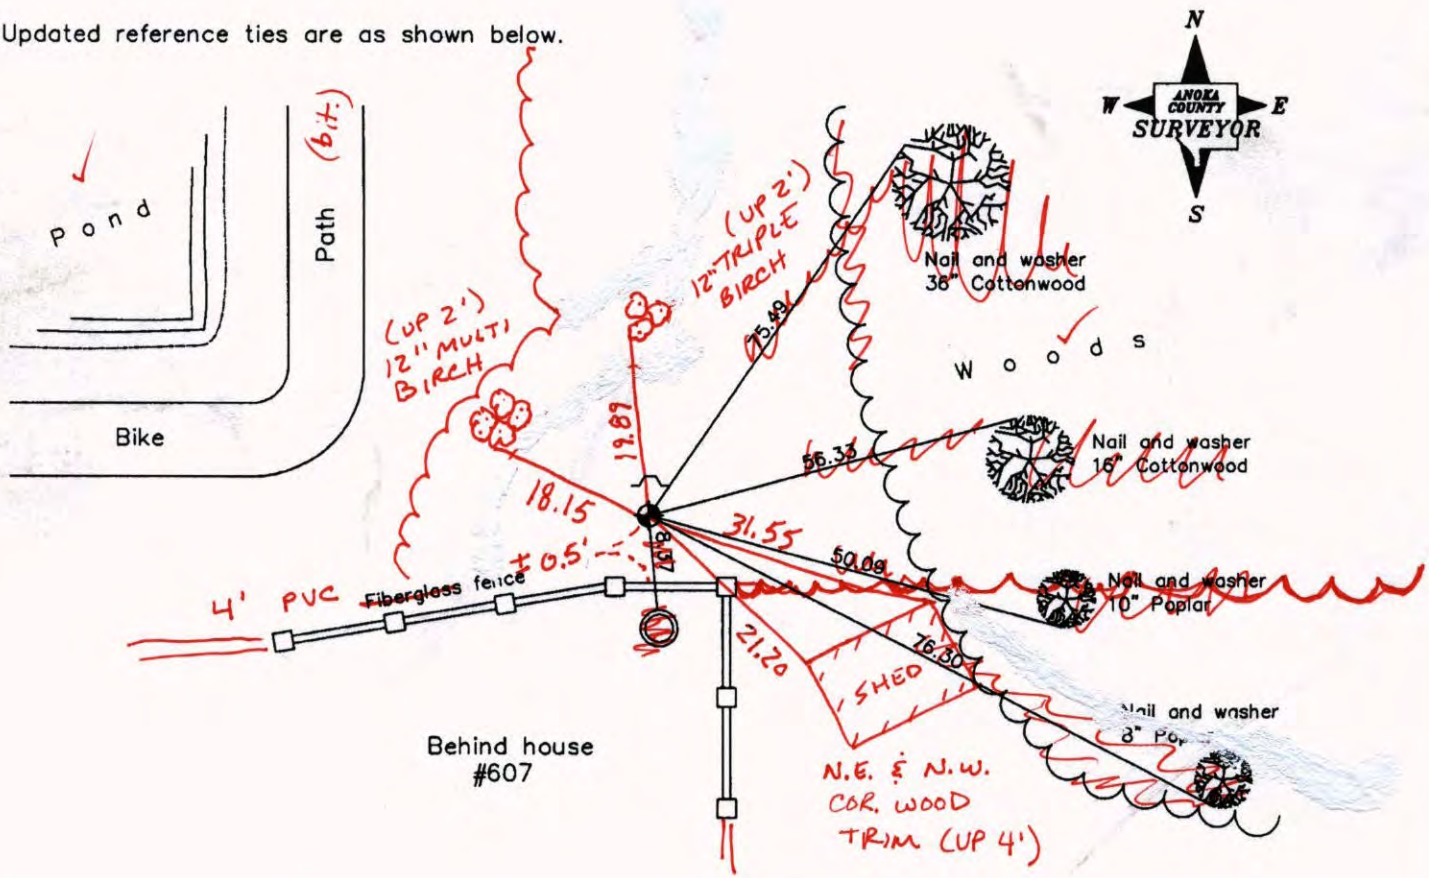 Updated reference ties are as shown below.
N
W
ANOKA
COUNTY
SURVEYOR
E
S
(bit.)
Path
Pond
Bike
(UP 2')
12" TRIPLE
BIRCH
(UP 2')
12" MULTI
BIRCH
Nail and washer
36" Cottonwood
75.49
Woods
19.89
18.15
56.33
Nail and washer
16" Cottonwood
31.55
± 0.5'
8.37
50.09
4' PVC Fiberglass fence
Nail and washer
10" Poplar
21.20
SHED
76.30
Nail and washer
8"
Behind house
#607
N.E. & N.W.
COR. WOOD
TRIM (UP 4')